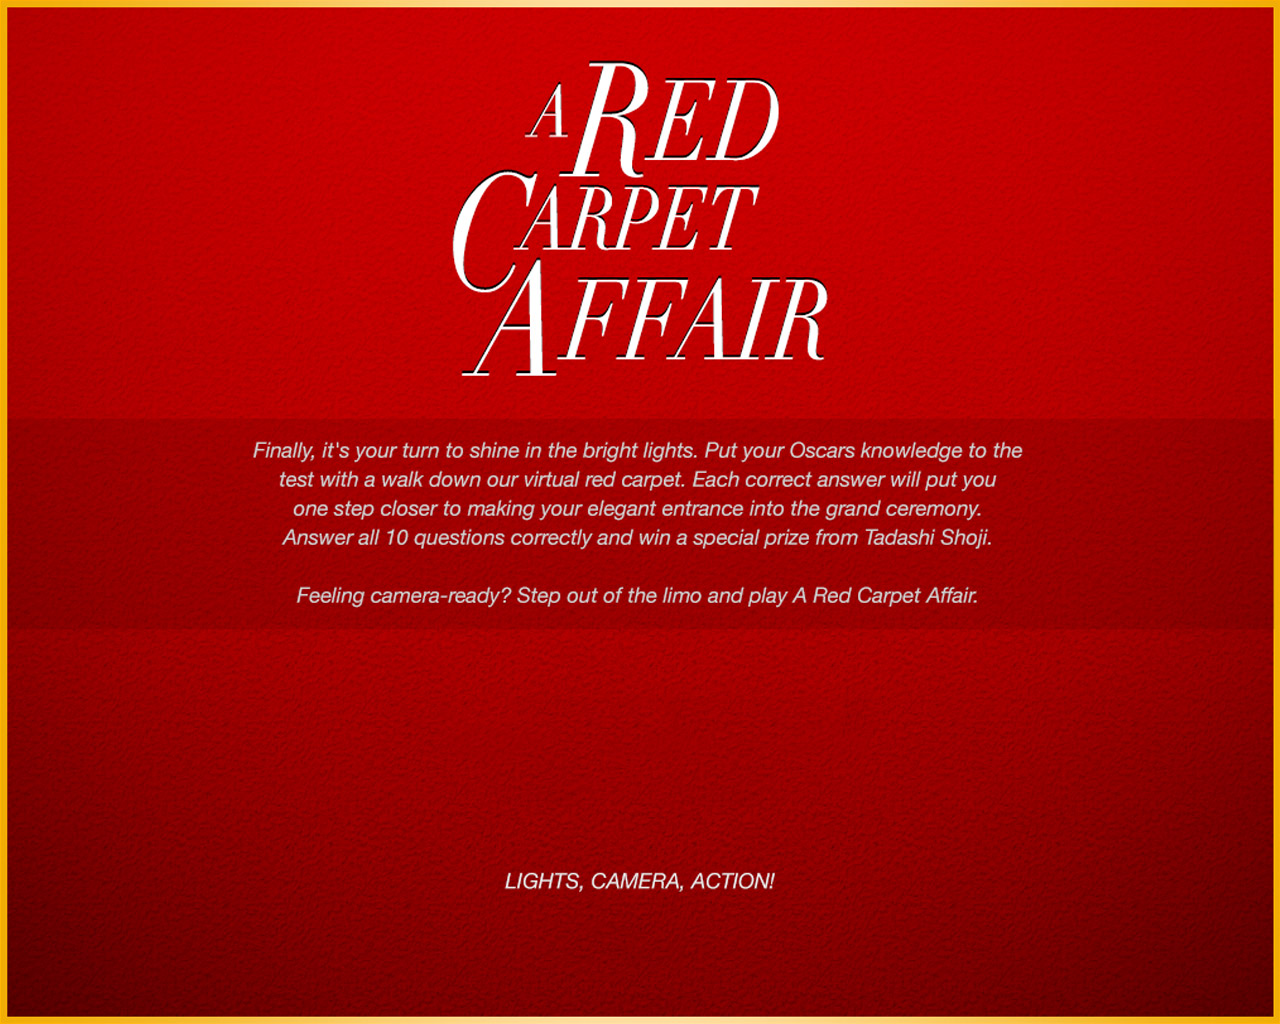 A RED
CARPET
AFFAIR
Finally, it's your turn to shine in the bright lights. Put your Oscars knowledge to the
test with a walk down our virtual red carpet. Each correct answer will put you
one step closer to making your elegant entrance into the grand ceremony.
Answer all 10 questions correctly and win a special prize from Tadashi Shoji.
Feeling camera-ready? Step out of the limo and play A Red Carpet Affair.
LIGHTS, CAMERA, ACTION!